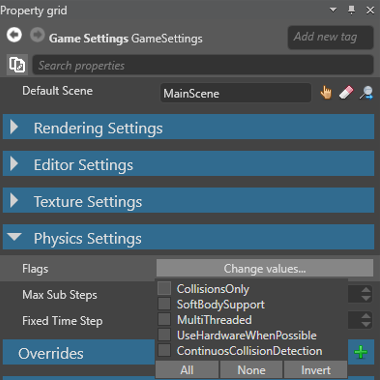 Property grid
Game Settings GameSettings
Add new tag
Search properties
Default Scene
MainScene
Rendering Settings
Editor Settings
Texture Settings
Physics Settings
Flags
Change values...
Max Sub Steps
CollisionsOnly
SoftBodySupport
Fixed Time Step
MultiThreaded
UseHardwareWhenPossible
Overrides
ContinuosCollisionDetection
All
None
Invert